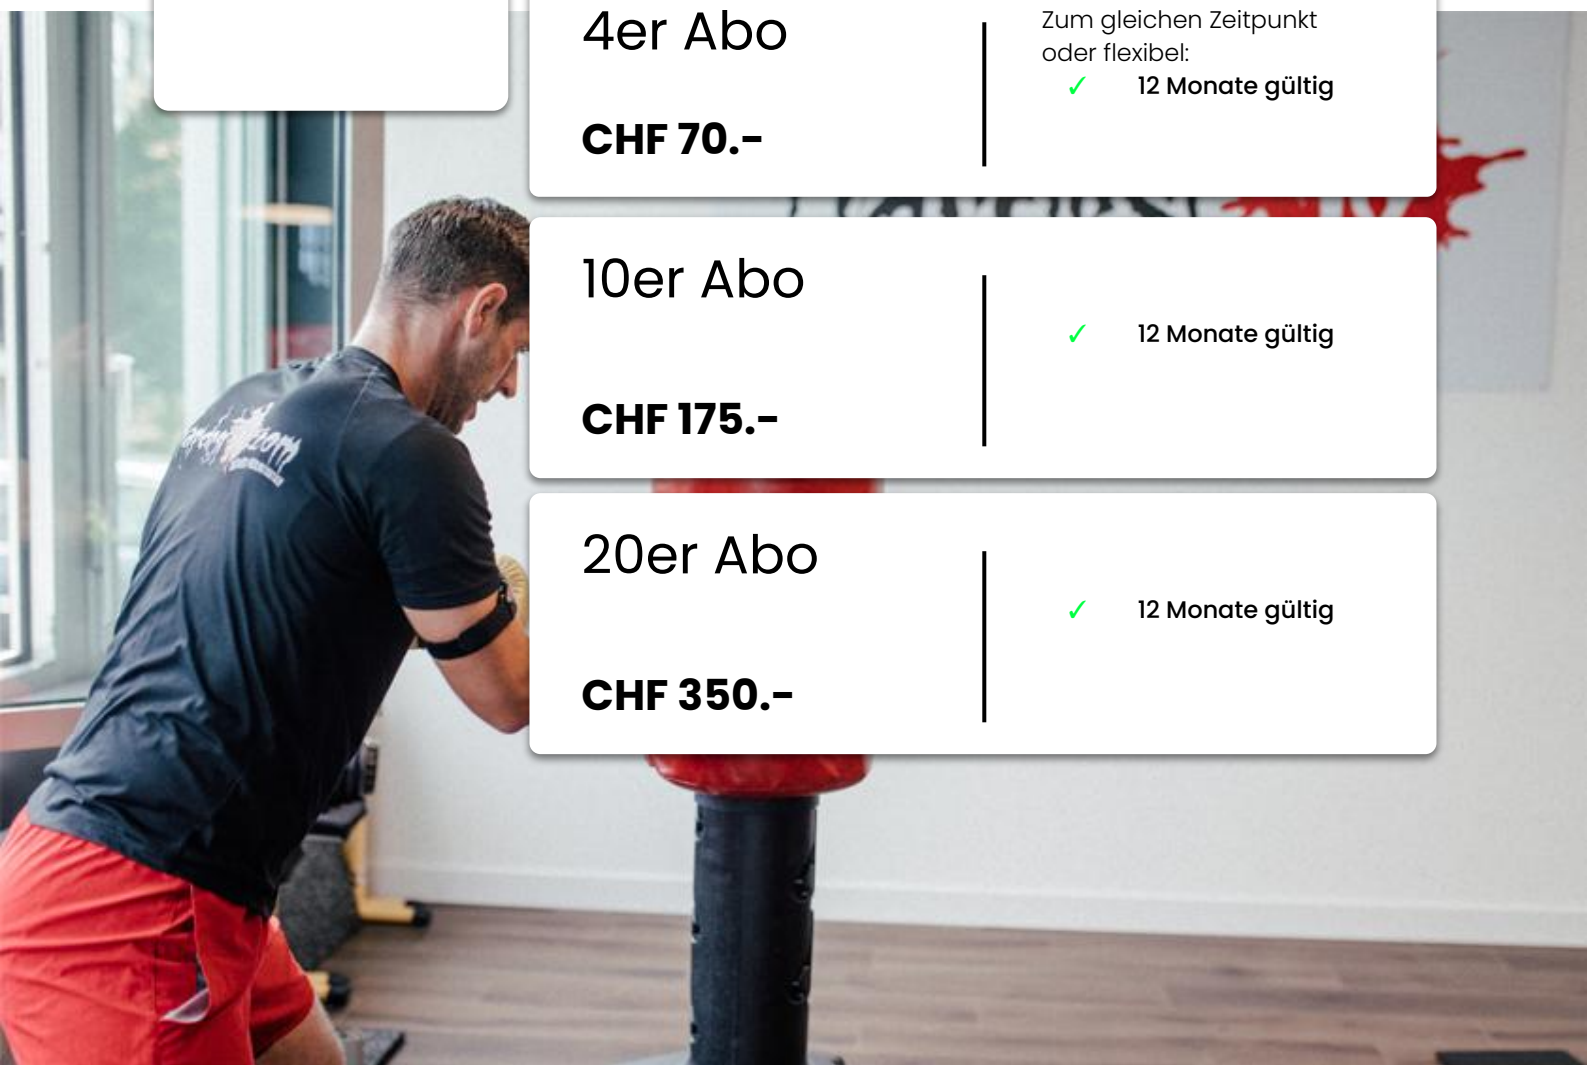 4er Abo
CHF 70.-
Zum gleichen Zeitpunkt
oder flexibel:
✓ 12 Monate gültig
10er Abo
CHF 175.-
✓ 12 Monate gültig
20er Abo
CHF 350.-
✓ 12 Monate gültig